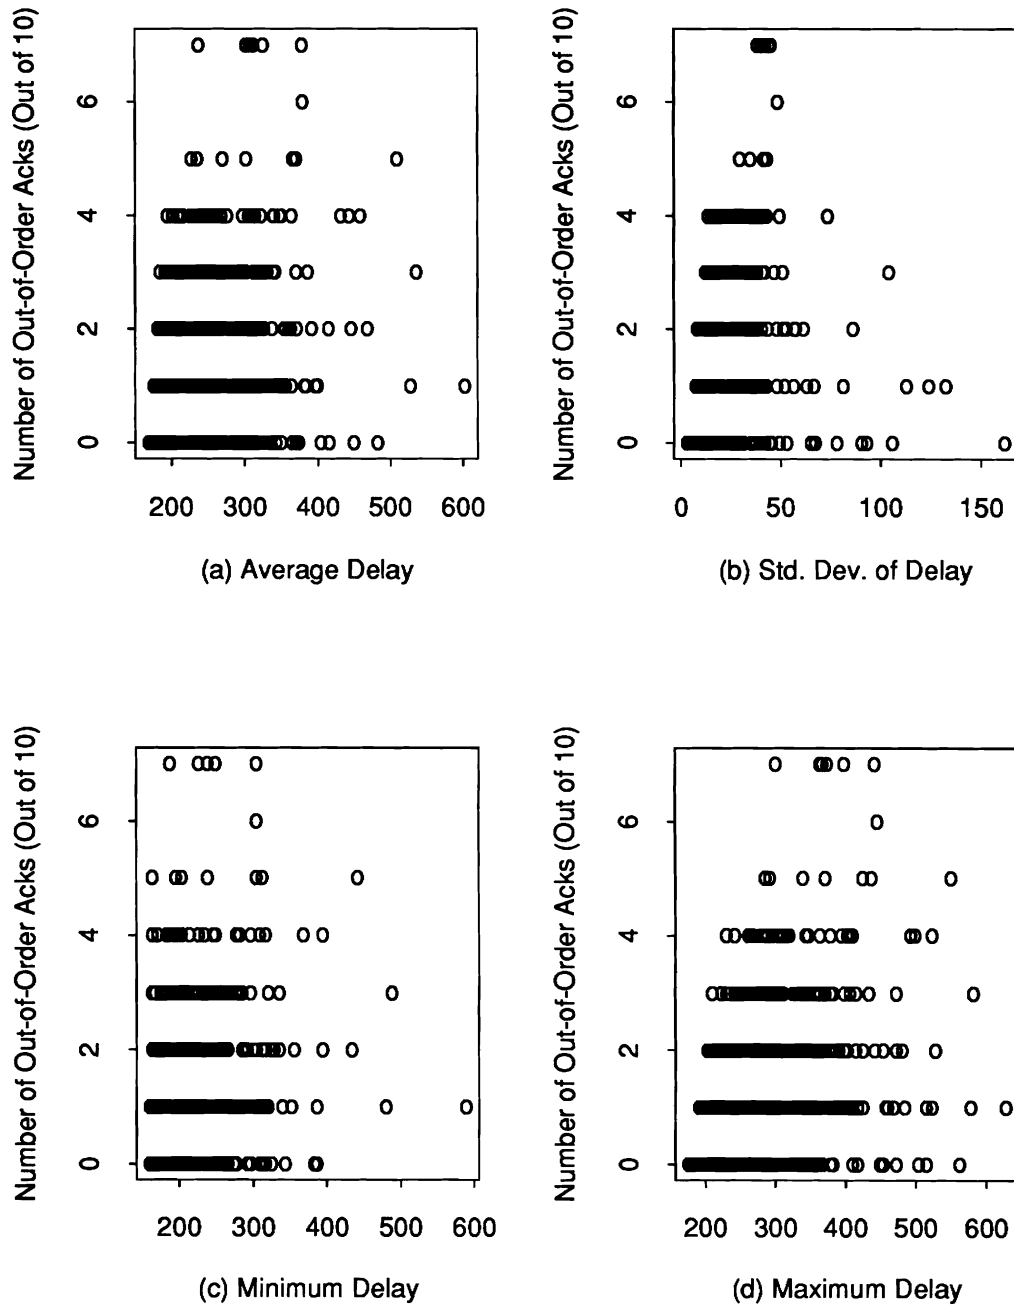 Number of Out-of-Order Acks (Out of 10)
6
4
2
0
200 300 400 500 600
(a) Average Delay
Number of Out-of-Order Acks (Out of 10)
6
4
2
0
0 50 100 150
(b) Std. Dev. of Delay
Number of Out-of-Order Acks (Out of 10)
6
4
2
0
200 300 400 500 600
(c) Minimum Delay
Number of Out-of-Order Acks (Out of 10)
6
4
2
0
200 300 400 500 600
(d) Maximum Delay